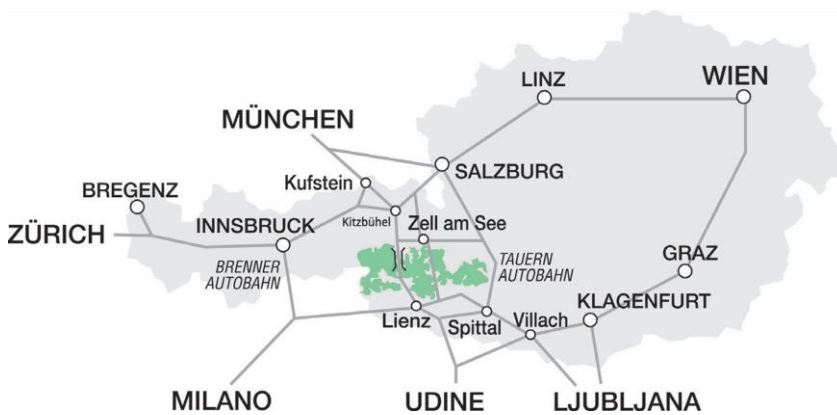 WIEN
LINZ
MÜNCHEN
SALZBURG
Kufstein
BREGENZ
Kitzbühel
INNSBRUCK
Zell am See
ZÜRICH
BRENNER
AUTOBAHN
TAUERN
AUTOBAHN
GRAZ
KLAGENFURT
Lienz
Spittal
Villach
MILANO
UDINE
LJUBLJANA